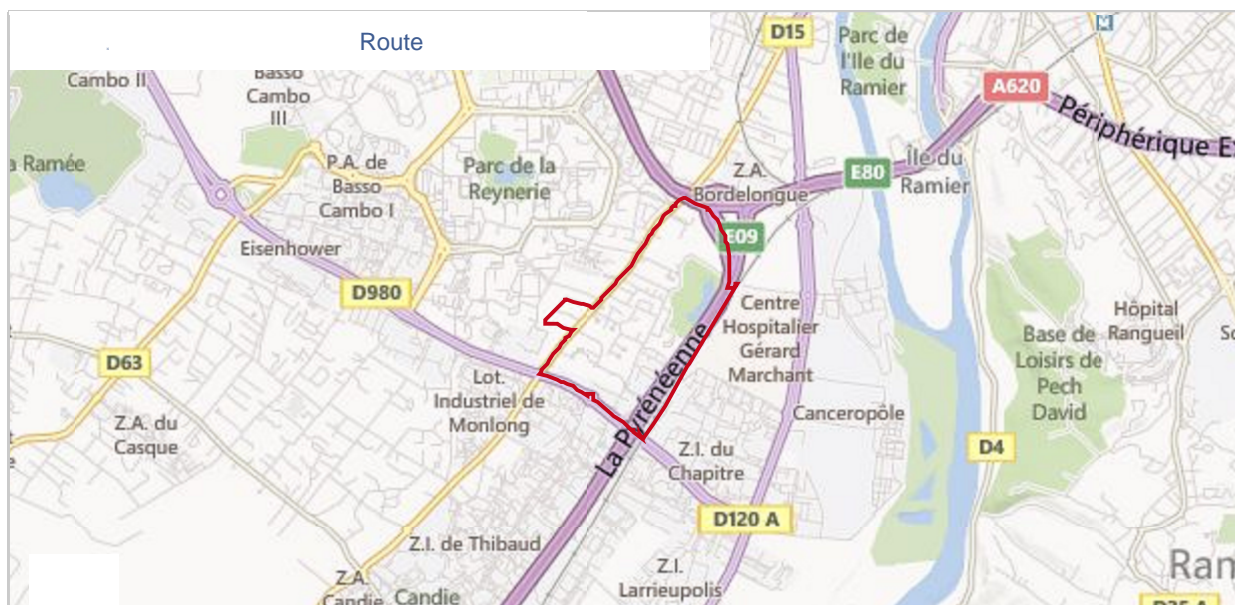 Route
D15
Parc de
l'Ile du
Ramier
A620
Périphérique E
Cambo II
Basso
Cambo
III
a Ramée
P.A. de
Basso
Cambo I
Parc de la
Reynerie
Z.A.
Bordelongue
E80
Île du
Ramier
Eisenhower
E09
D980
Centre
Hospitalier
Gérard
Marchant
Hôpital
Rangueil
So
Base de
Loisirs de
Pech
David
D63
Lot.
Industriel de
Monlong
La Pyrénéenne
Z.A. du
Casque
Canceropôle
Z.I. du
Chapitre
D4
D120 A
Z.I. de Thibaud
Z.I.
Larrieupolis
Ram
Z.A.
Candie
Candie
D35 A